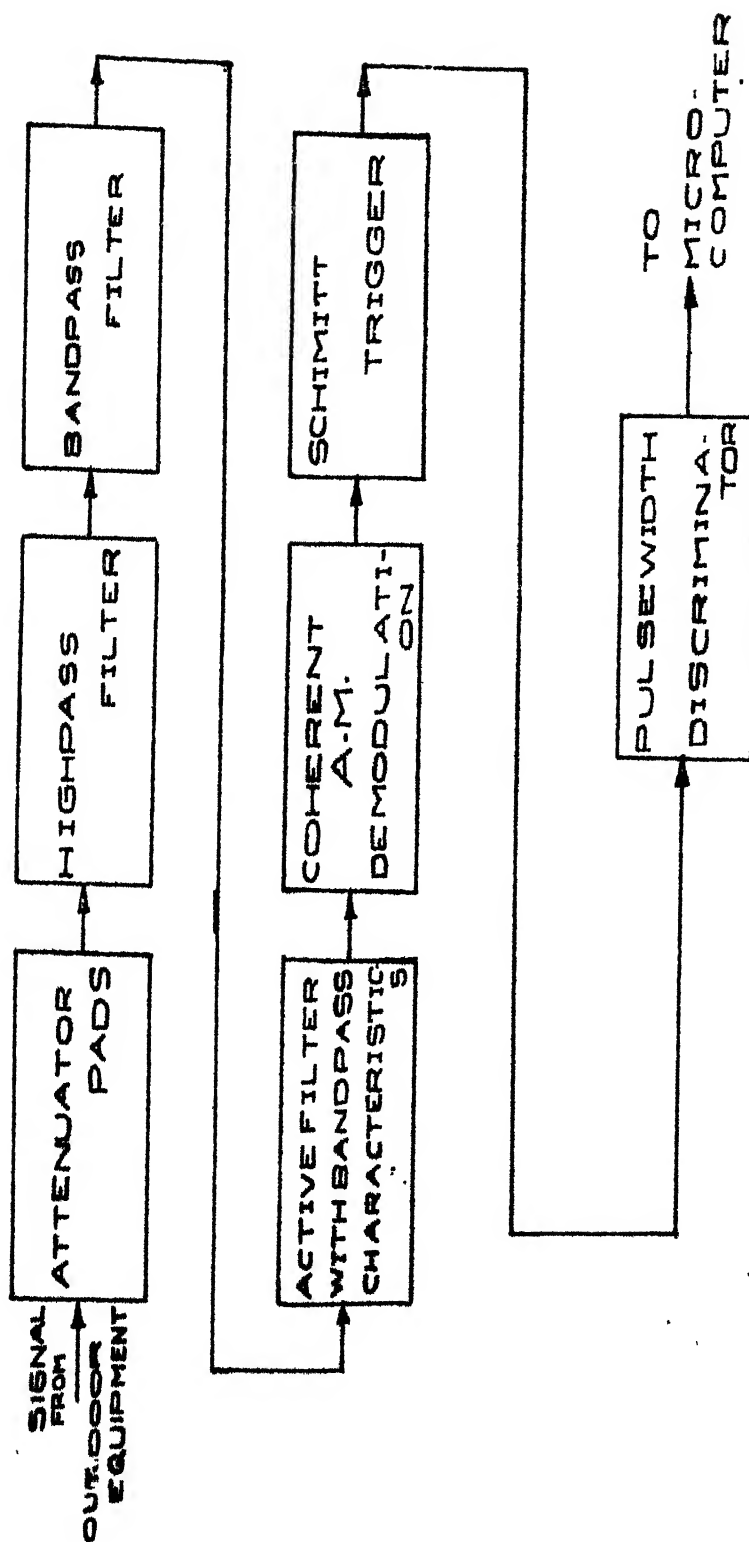 SIGNAL
FROM
OUT.DOOR
EQUIPMENT
ATTENUATOR
PADS
HIGHPASS
FILTER
BANDPASS
FILTER
ACTIVE FILTER
WITH BANDPASS
CHARACTERISTIC-
S
COHERENT
A.M.
DEMODULATI-
ON
SCHIMITT
TRIGGER
PULSEWIDTH
DISCRIMINA-
TOR
TO
MICRO-
COMPUTER